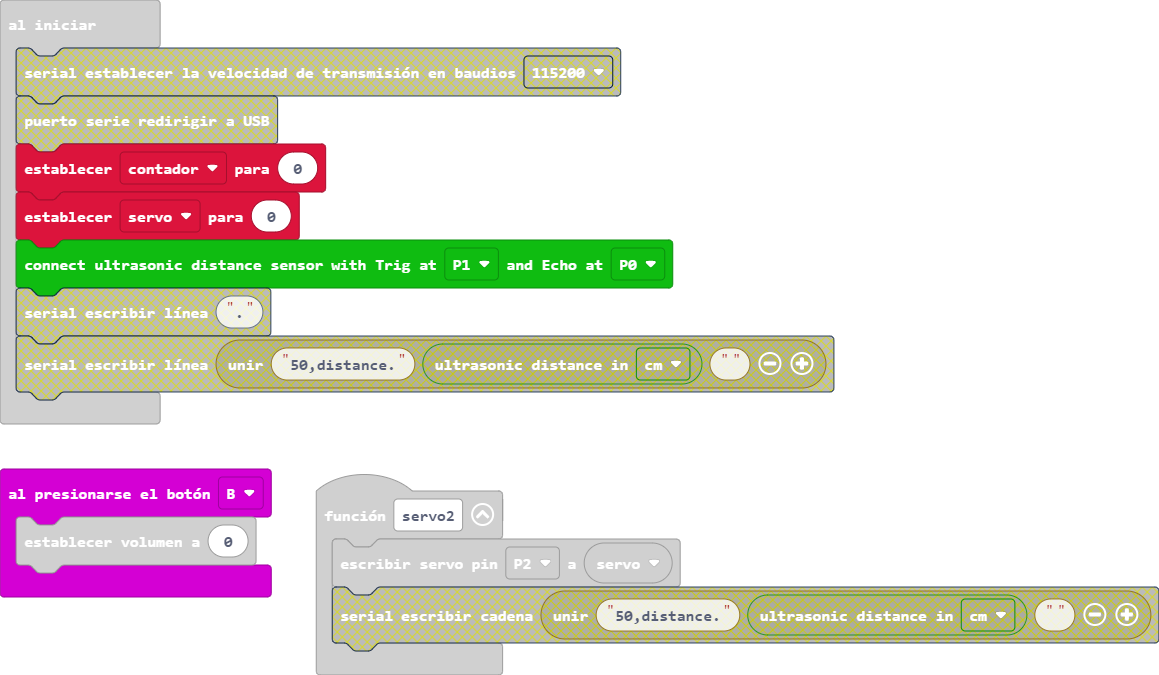 al iniciar
serial establecer la velocidad de transmisión en baudios 115200
puerto serie redirigir a USB
establecer contador para 0
establecer servo para 0
connect ultrasonic distance sensor with Trig at P1 and Echo at P0
serial escribir línea "."
serial escribir línea unir "50,distance." ultrasonic distance in cm " "
al presionarse el botón B
establecer volumen a 0
función servo2
escribir servo pin P2 a servo
serial escribir cadena unir "50,distance." ultrasonic distance in cm " "